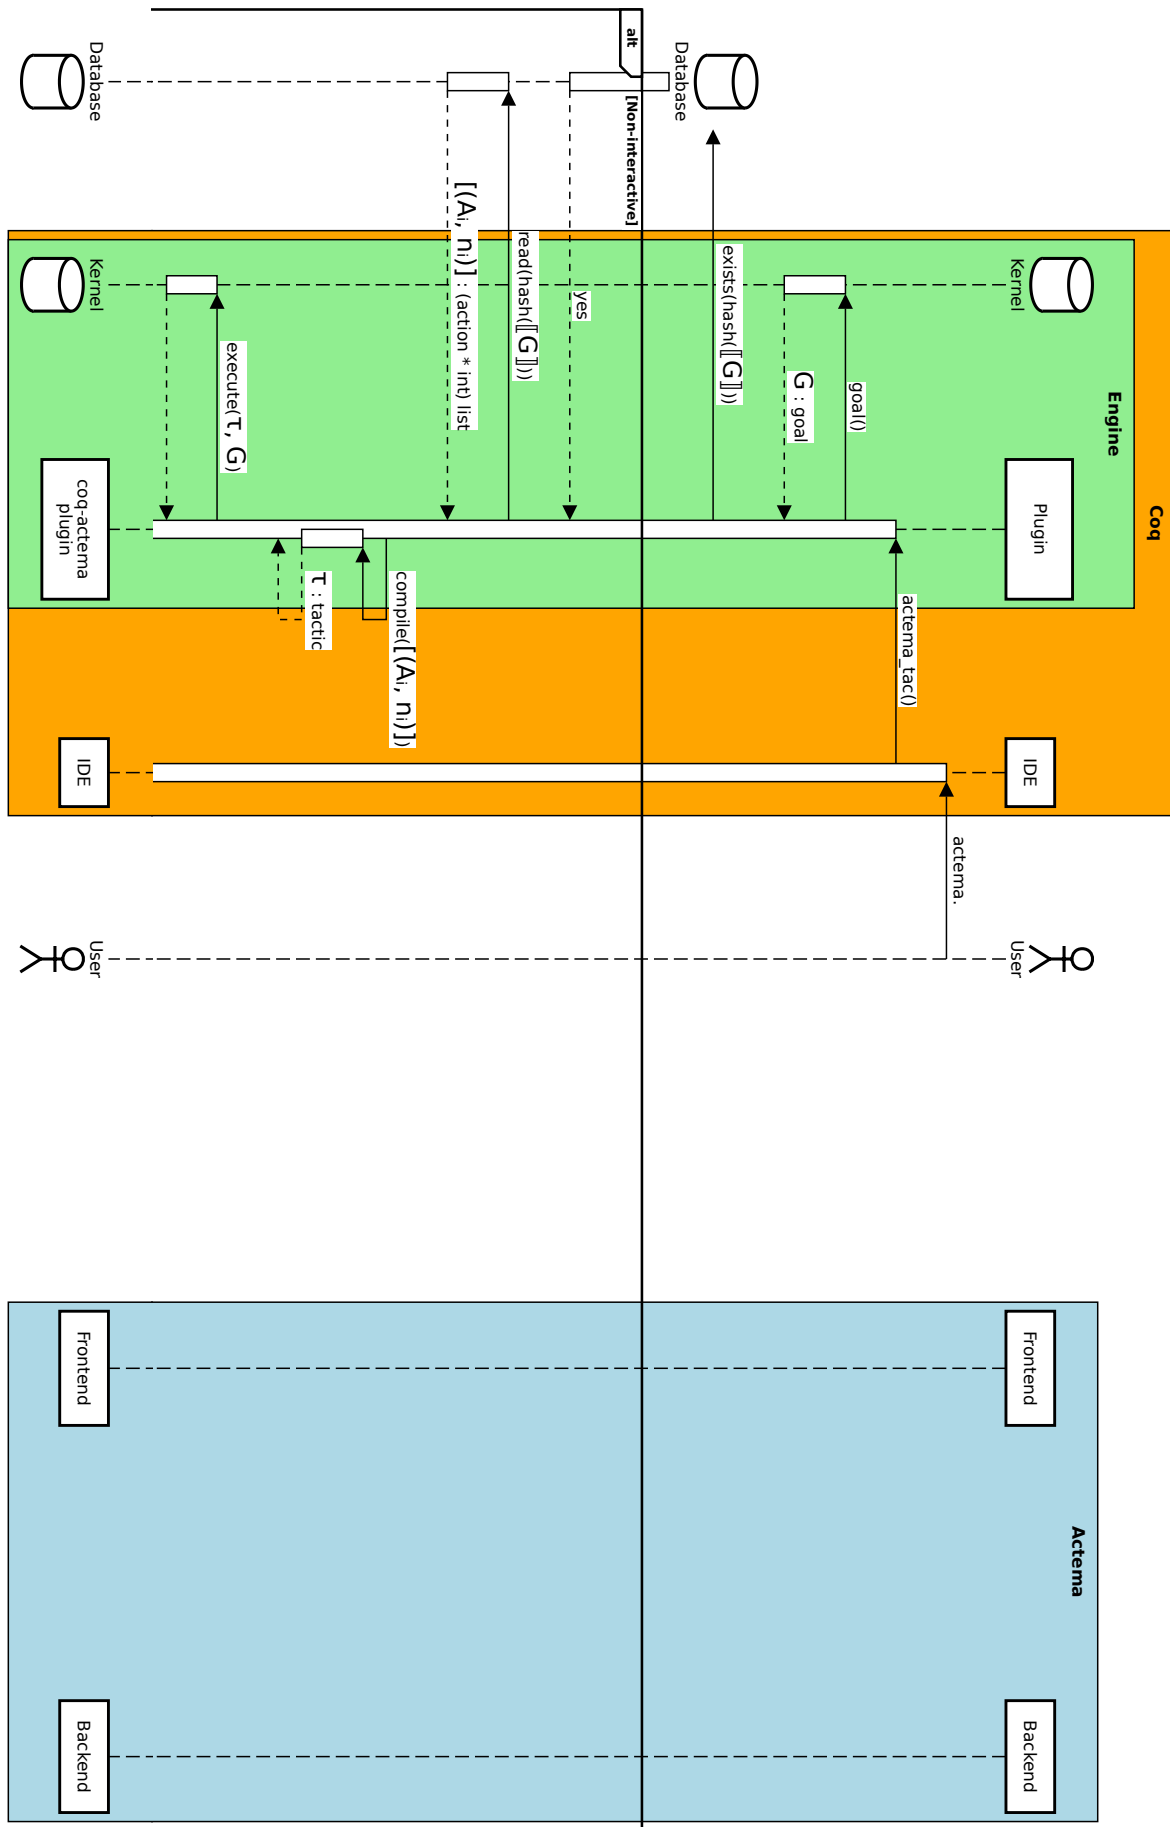 Coq
Engine
Actema
Kernel
Plugin
IDE
User
Frontend
Backend
actema.
actema_tac()
goal()
G : goal
exists(hash(⟦G⟧))
Database
alt
[Non-interactive]
yes
read(hash(⟦G⟧))
[(Aᵢ, nᵢ)] : (action * int) list
compile([(Aᵢ, nᵢ)])
τ : tactic
execute(τ, G)
Database
Kernel
coq-actema
plugin
IDE
User
Frontend
Backend